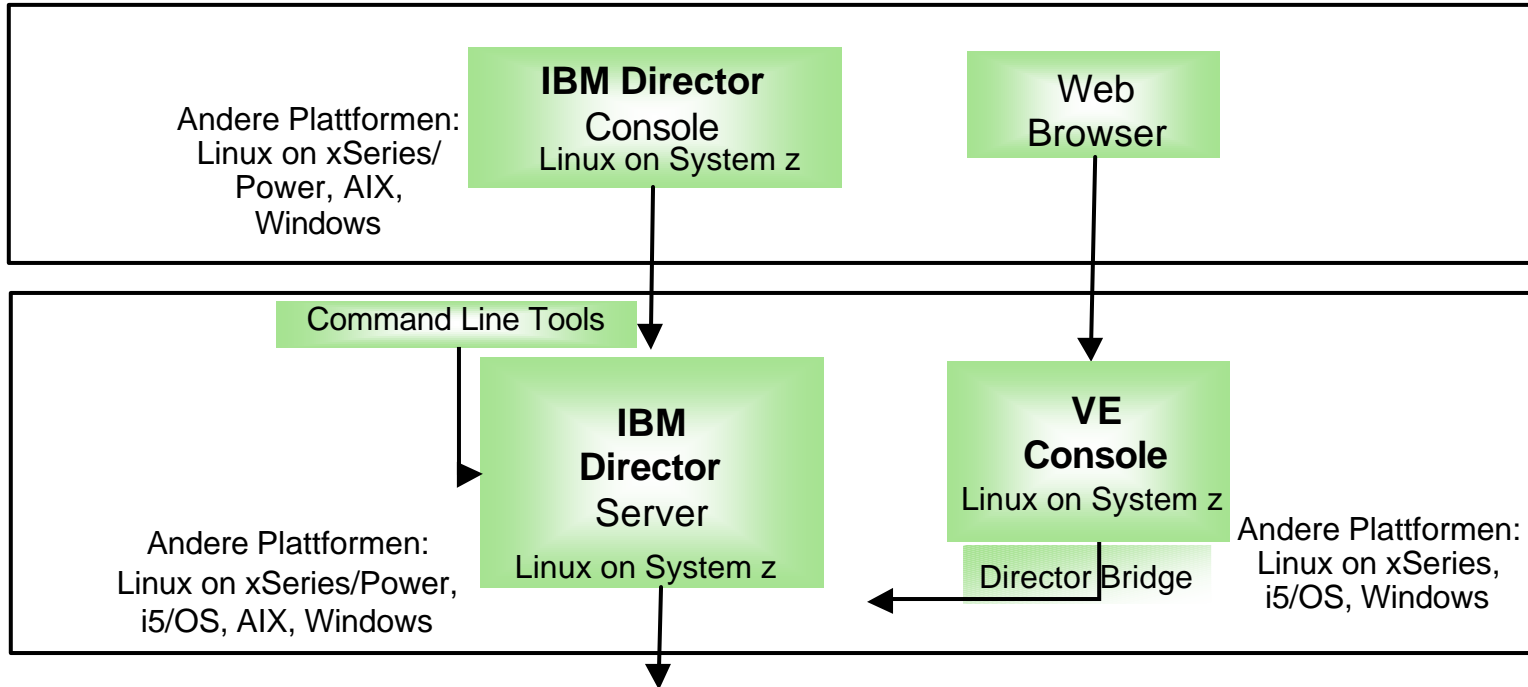 IBM Director
Console
Linux on System z
Web
Browser
Andere Plattformen:
Linux on xSeries/
Power, AIX,
Windows
Command Line Tools
IBM
Director
Server
Linux on System z
VE
Console
Linux on System z
Director Bridge
Andere Plattformen:
Linux on xSeries/Power,
i5/OS, AIX, Windows
Andere Plattformen:
Linux on xSeries,
i5/OS, Windows